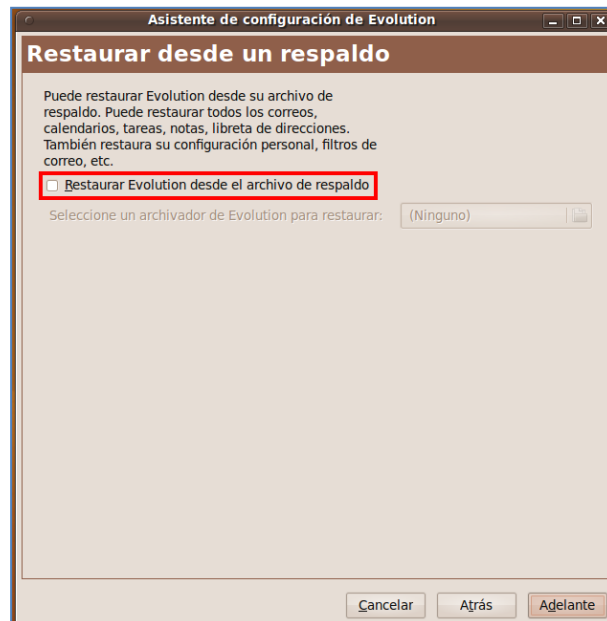 Asistente de configuración de Evolution
Restaurar desde un respaldo
Puede restaurar Evolution desde su archivo de
respaldo. Puede restaurar todos los correos,
calendarios, tareas, notas, libreta de direcciones.
También restaura su configuración personal, filtros de
correo, etc.
Restaurar Evolution desde el archivo de respaldo
Seleccione un archivador de Evolution para restaurar: (Ninguno)
Cancelar Atrás Adelante